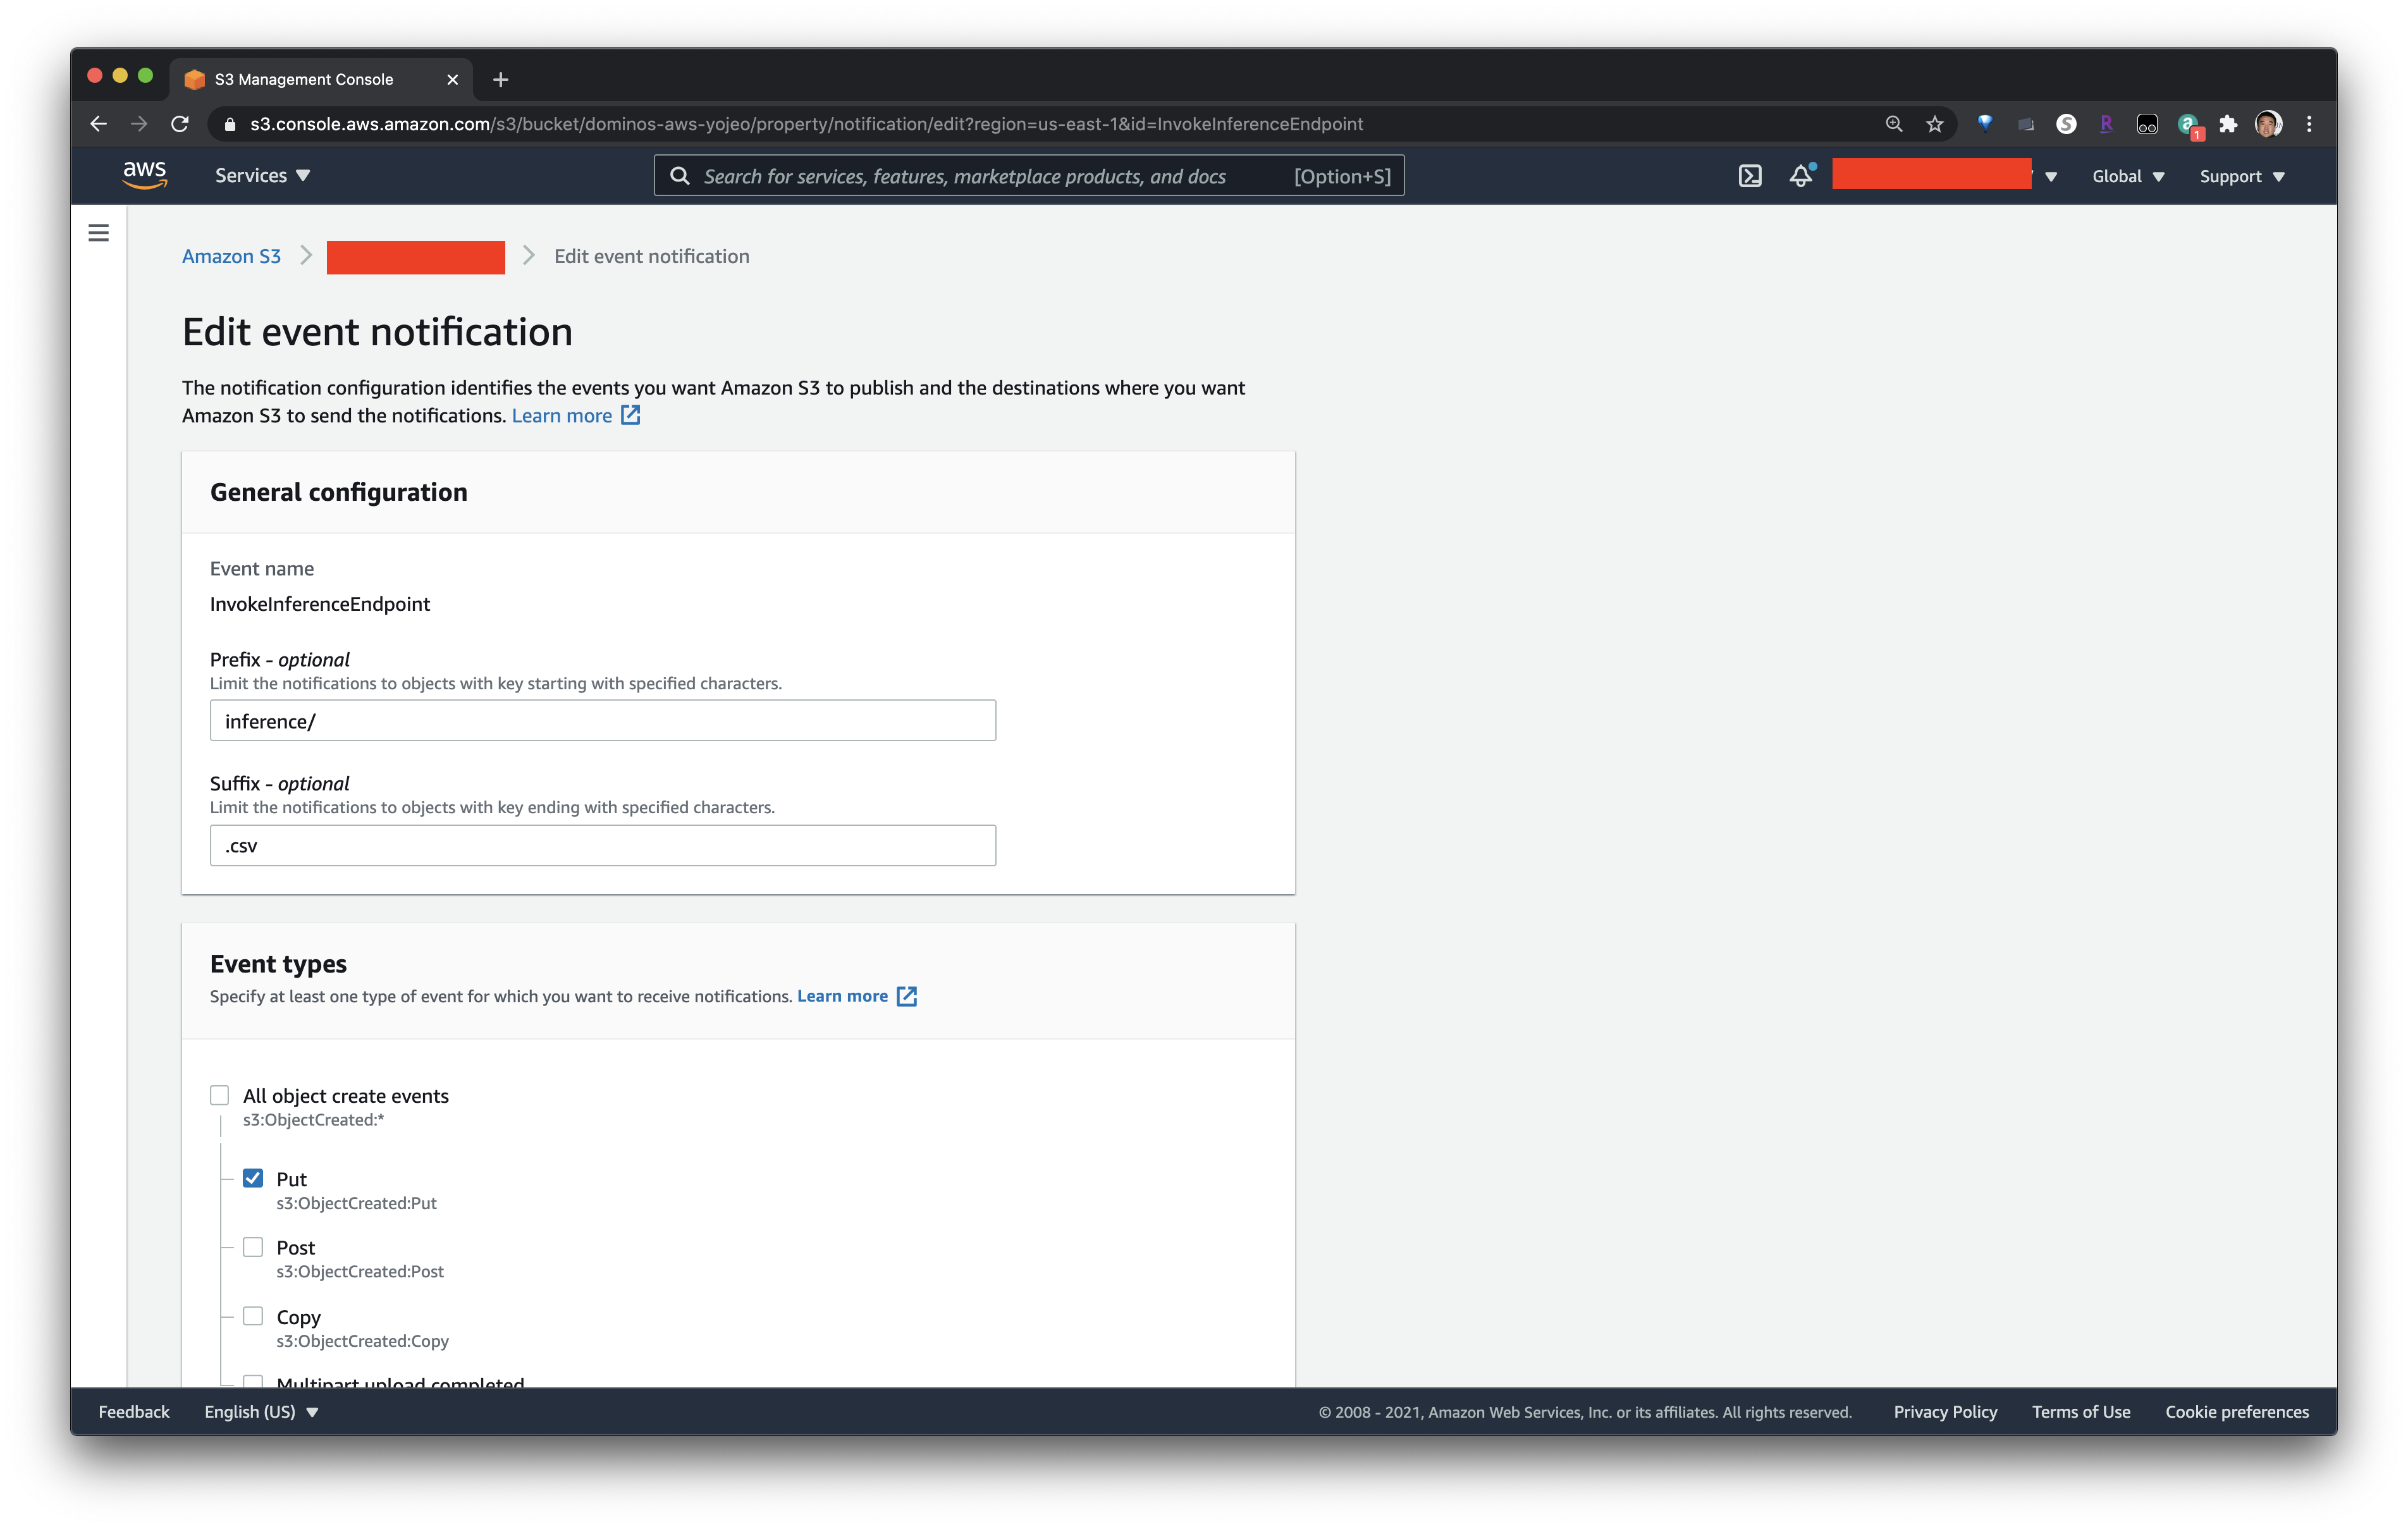 S3 Management Console
s3.console.aws.amazon.com/s3/bucket/dominos-aws-yojeo/property/notification/edit?region=us-east-1&id=InvokeInferenceEndpoint
aws Services Search for services, features, marketplace products, and docs [Option+S] Global Support
Amazon S3 Edit event notification
Edit event notification
The notification configuration identifies the events you want Amazon S3 to publish and the destinations where you want
Amazon S3 to send the notifications. Learn more
General configuration
Event name
InvokeInferenceEndpoint
Prefix - optional
Limit the notifications to objects with key starting with specified characters.
inference/
Suffix - optional
Limit the notifications to objects with key ending with specified characters.
.csv
Event types
Specify at least one type of event for which you want to receive notifications. Learn more
All object create events
s3:ObjectCreated:*
Put
s3:ObjectCreated:Put
Post
s3:ObjectCreated:Post
Copy
s3:ObjectCreated:Copy
Multipart upload completed
Feedback English (US) © 2008 - 2021, Amazon Web Services, Inc. or its affiliates. All rights reserved. Privacy Policy Terms of Use Cookie preferences